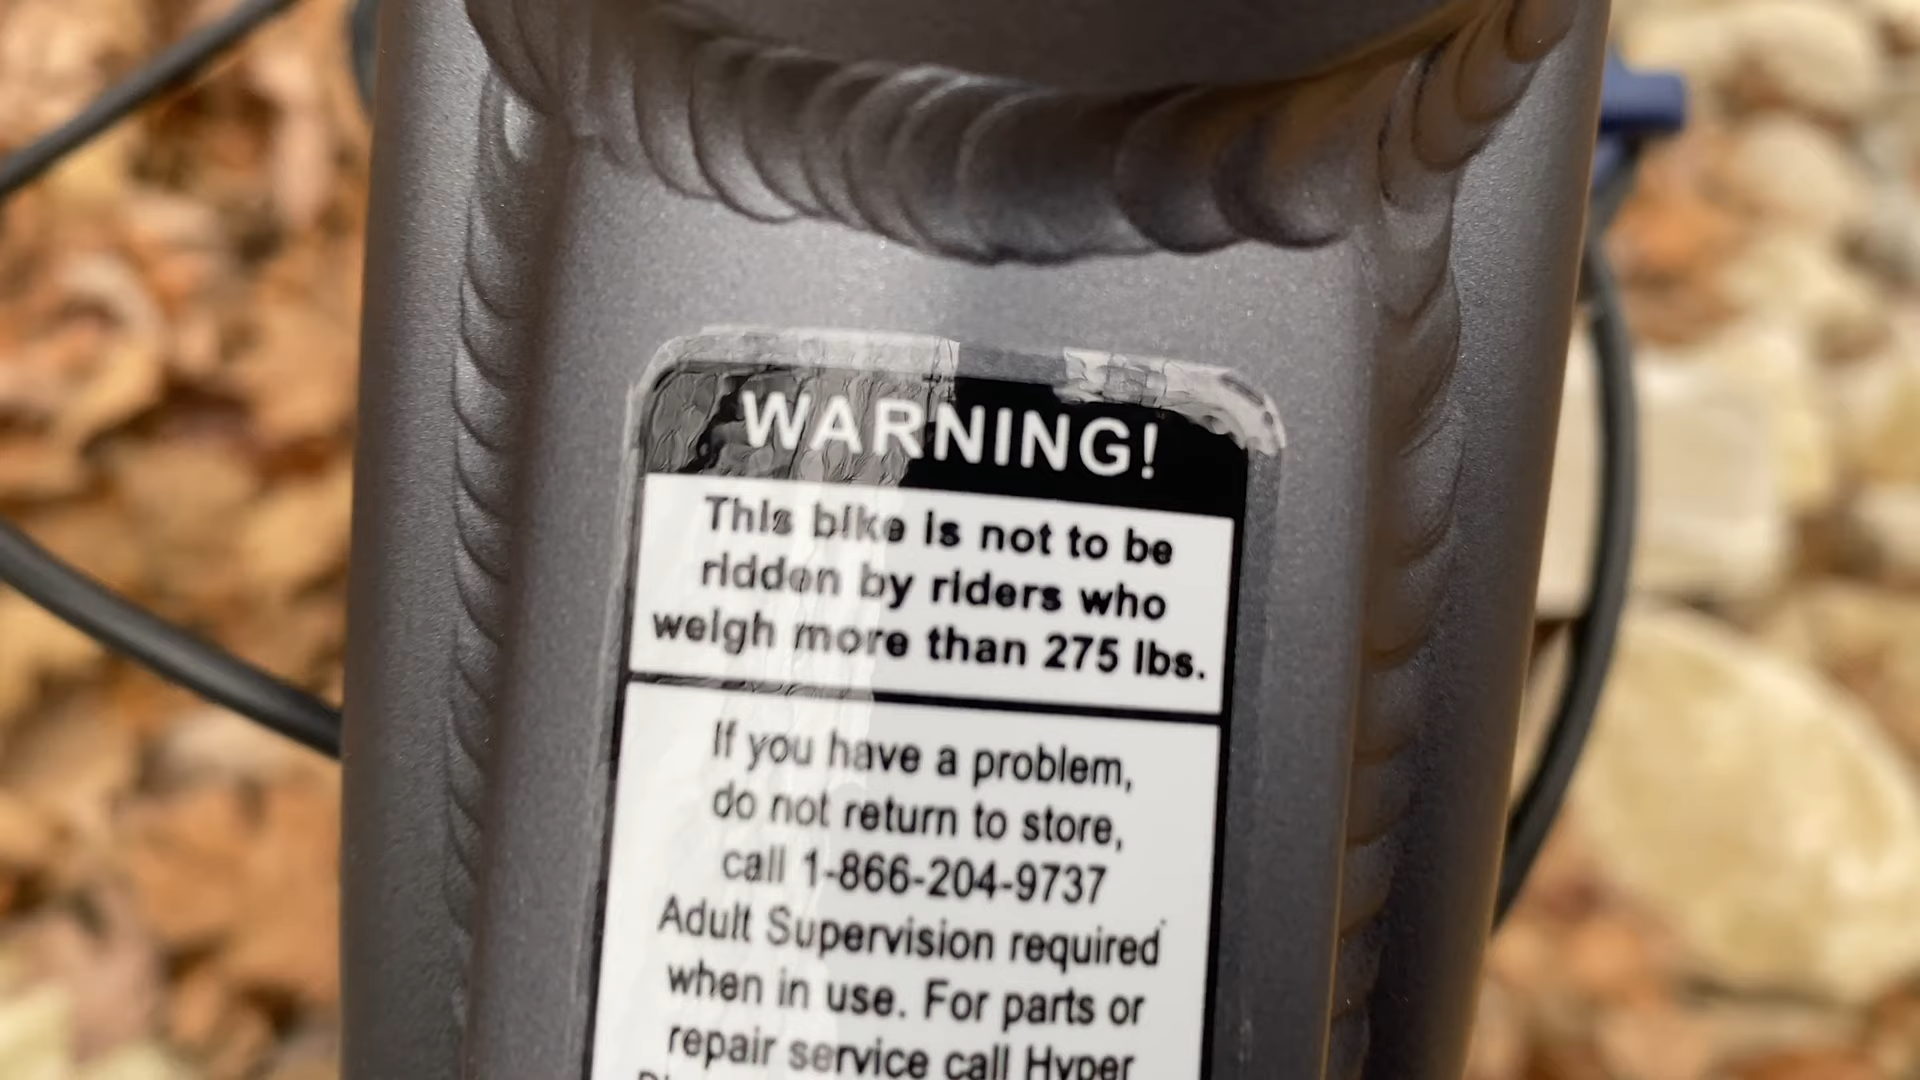 WARNING!
This bike is not to be
ridden by riders who
weigh more than 275 lbs.
If you have a problem,
do not return to store,
call 1-866-204-9737
Adult Supervision required
when in use. For parts or
repair service call Hyper